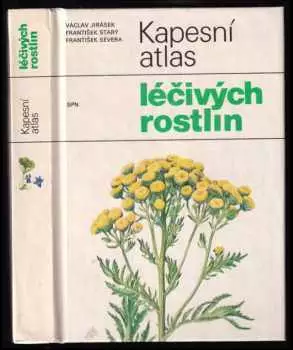 VÁCLAV JIRÁSEK
FRANTIŠEK STARÝ
FRANTIŠEK SEVERA
Kapesní
atlas
léčivých
rostlin
SPN
léčivých
rostlin
Kapesní
atlas